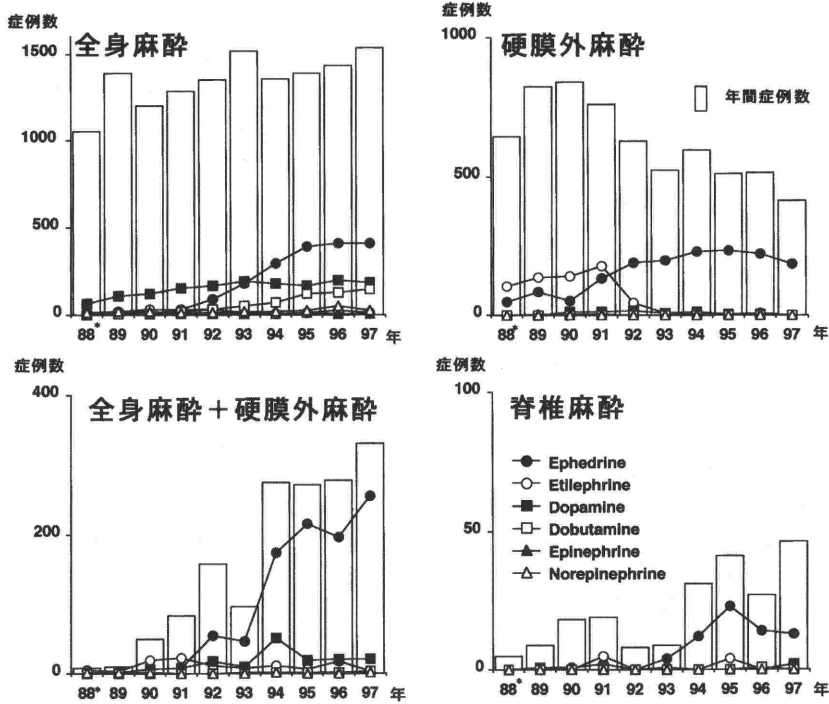 症例数
全身麻酔
1500
1000
500
0
88* 89 90 91 92 93 94 95 96 97 年
硬膜外麻酔
1000
年間症例数
500
0
88* 89 90 91 92 93 94 95 96 97 年
症例数
全身麻酔＋硬膜外麻酔
400
200
0
88* 89 90 91 92 93 94 95 96 97 年
症例数
脊椎麻酔
100
Ephedrine
Etilephrine
Dopamine
Dobutamine
Epinephrine
Norepinephrine
50
0
88* 89 90 91 92 93 94 95 96 97 年